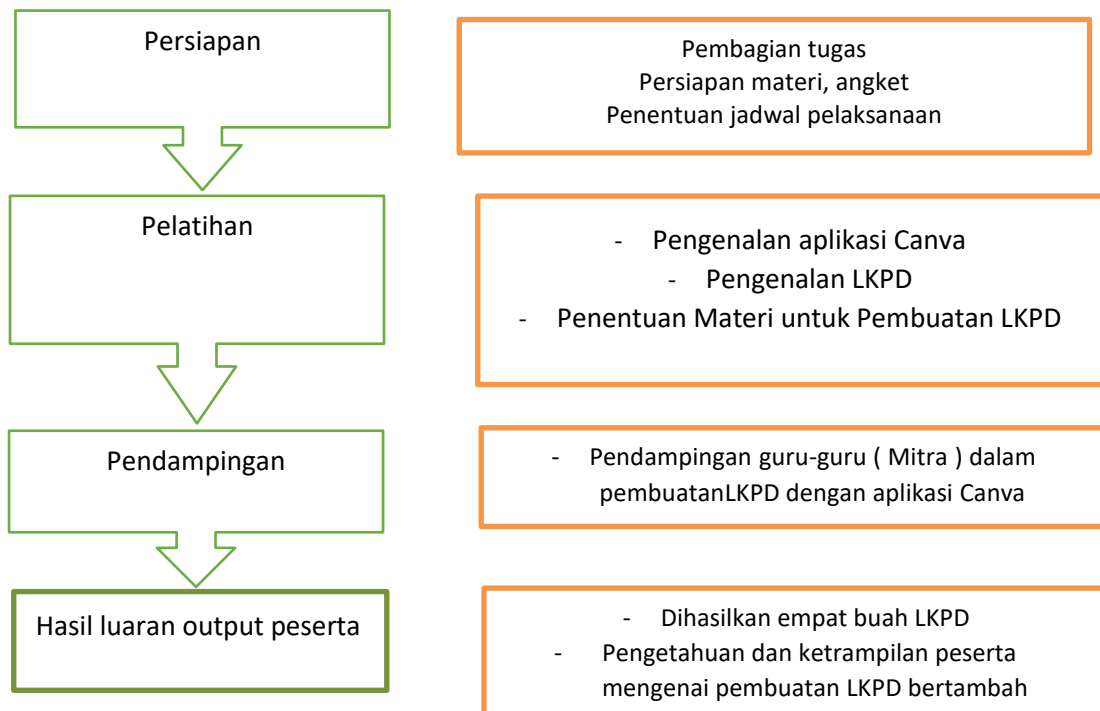 Persiapan
Pembagian tugas
Persiapan materi, angket
Penentuan jadwal pelaksanaan
Pelatihan
- Pengenalan aplikasi Canva
- Pengenalan LKPD
- Penentuan Materi untuk Pembuatan LKPD
Pendampingan
- Pendampingan guru-guru ( Mitra ) dalam
pembuatanLKPD dengan aplikasi Canva
Hasil luaran output peserta
- Dihasilkan empat buah LKPD
- Pengetahuan dan ketrampilan peserta
mengenai pembuatan LKPD bertambah